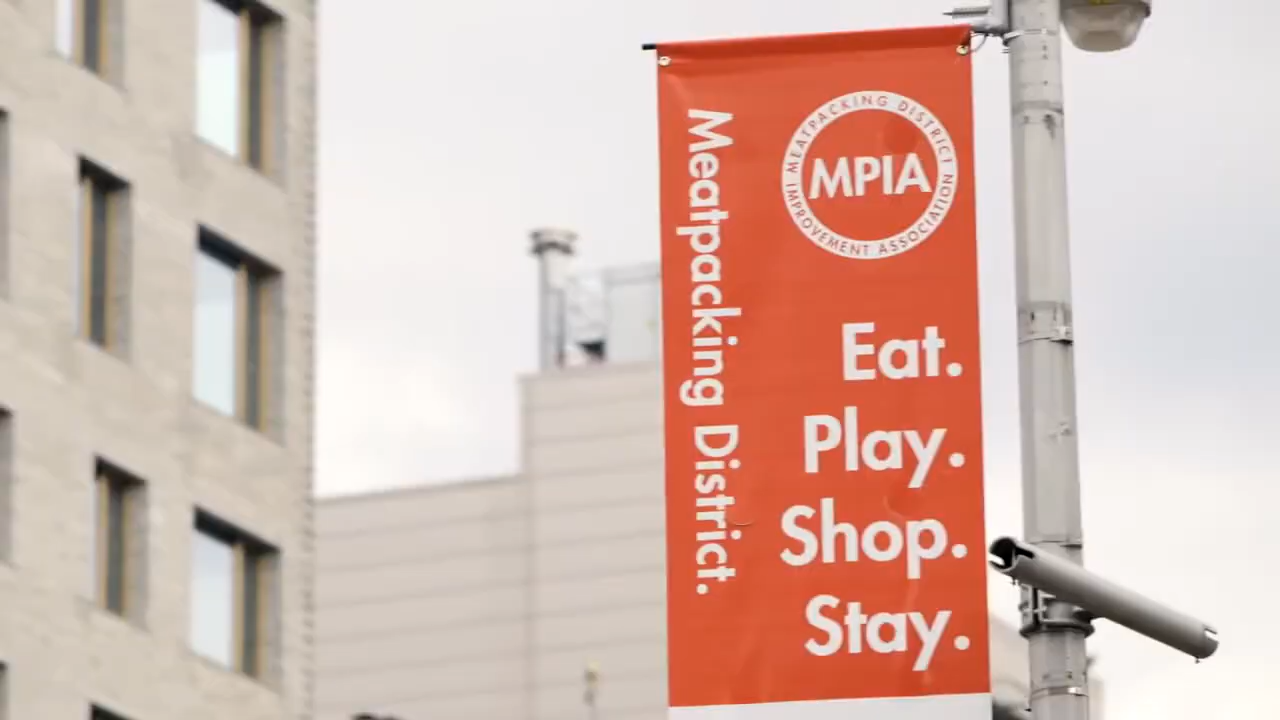 MEATPACKING DISTRICT
IMPROVEMENT ASSOCIATION
MPIA
Meatpacking District.
Eat.
Play.
Shop.
Stay.